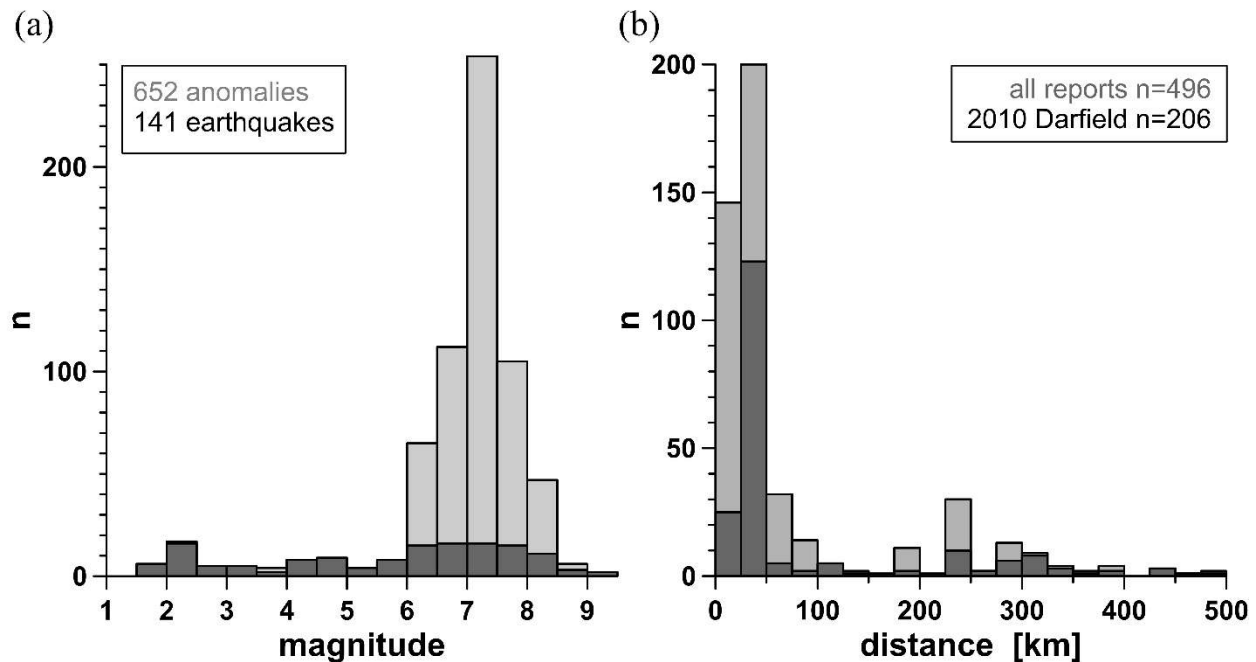 (a)
652 anomalies
141 earthquakes
200
100
0
n
1 2 3 4 5 6 7 8 9
magnitude
(b)
all reports n=496
2010 Darfield n=206
200
150
100
50
0
n
0 100 200 300 400 500
distance [km]